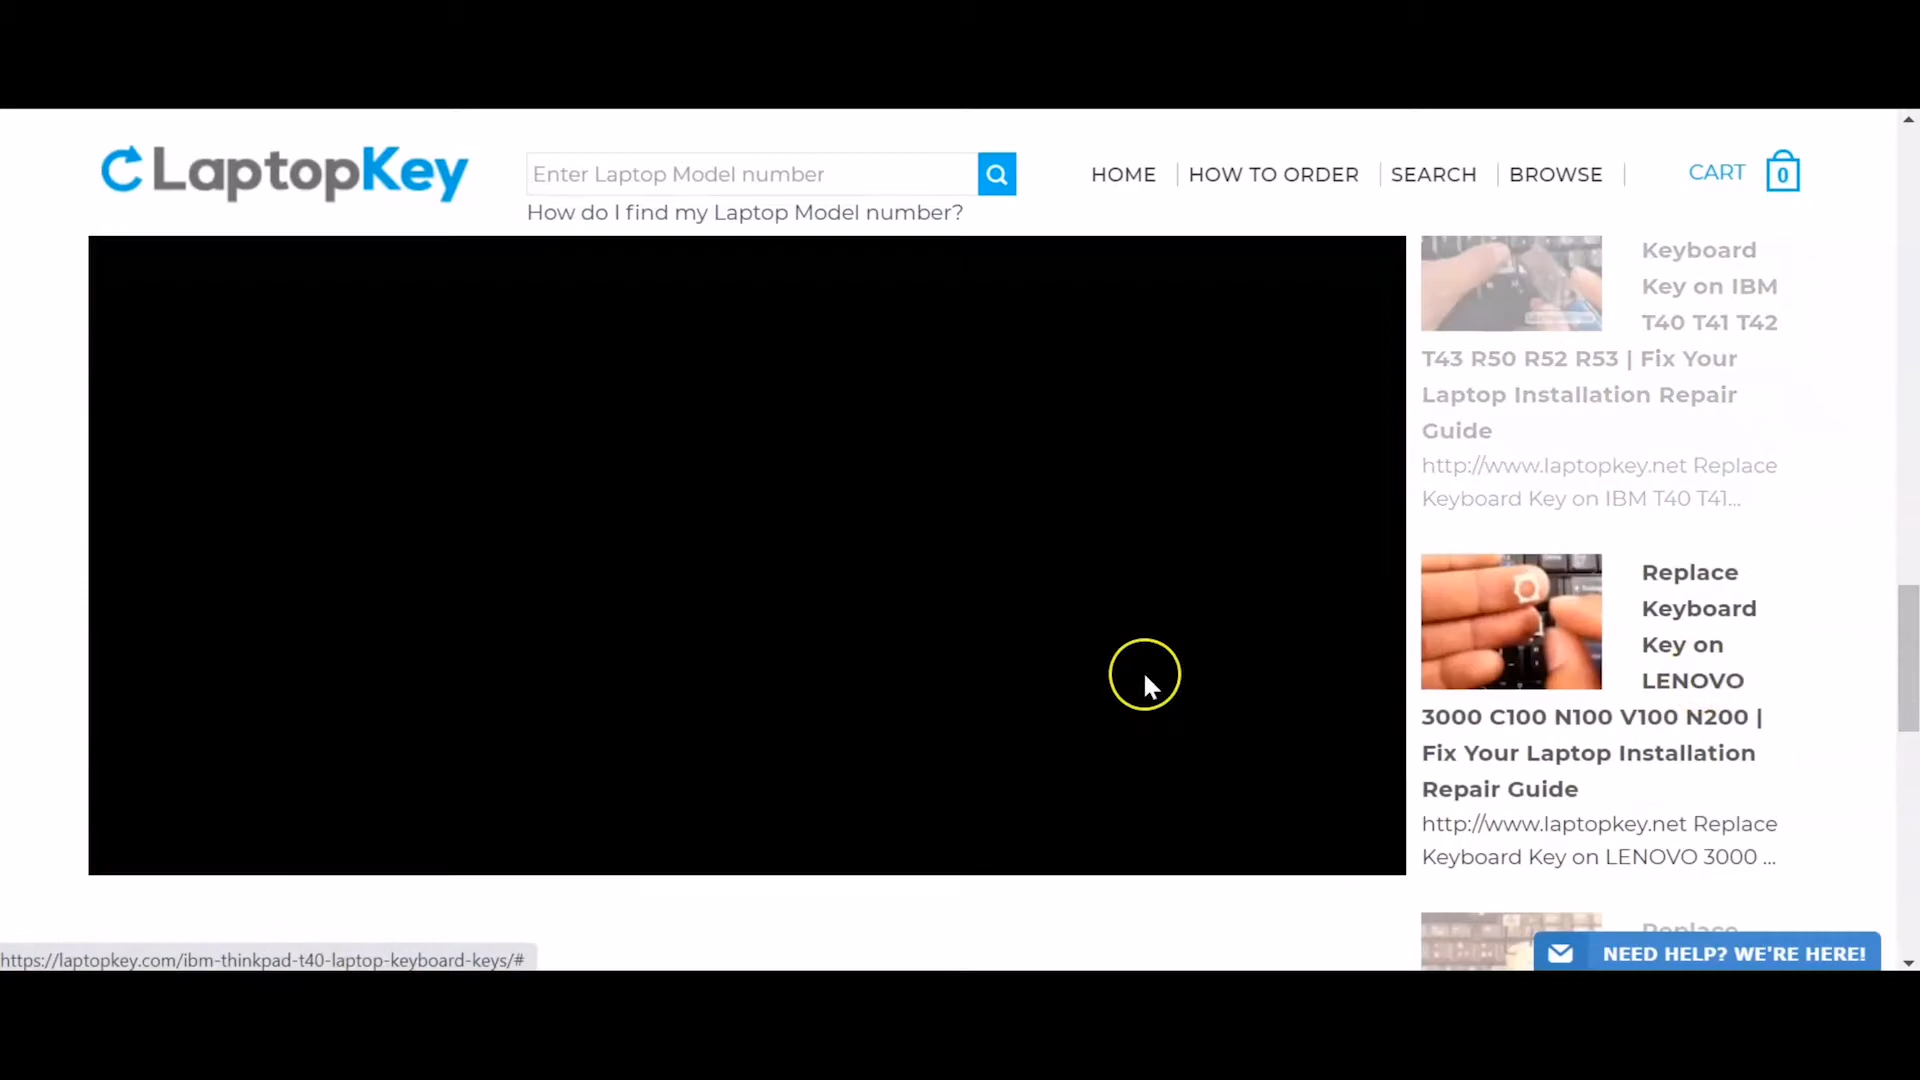 LaptopKey
Enter Laptop Model number
How do I find my Laptop Model number?
HOME
HOW TO ORDER
SEARCH
BROWSE
CART
0
Keyboard
Key on IBM
T40 T41 T42
T43 R50 R52 R53 | Fix Your
Laptop Installation Repair
Guide
http://www.laptopkey.net Replace
Keyboard Key on IBM T40 T41...
Replace
Keyboard
Key on
LENOVO
3000 C100 N100 V100 N200 |
Fix Your Laptop Installation
Repair Guide
http://www.laptopkey.net Replace
Keyboard Key on LENOVO 3000 ...
Replace
NEED HELP? WE'RE HERE!
https://laptopkey.com/ibm-thinkpad-t40-laptop-keyboard-keys/#